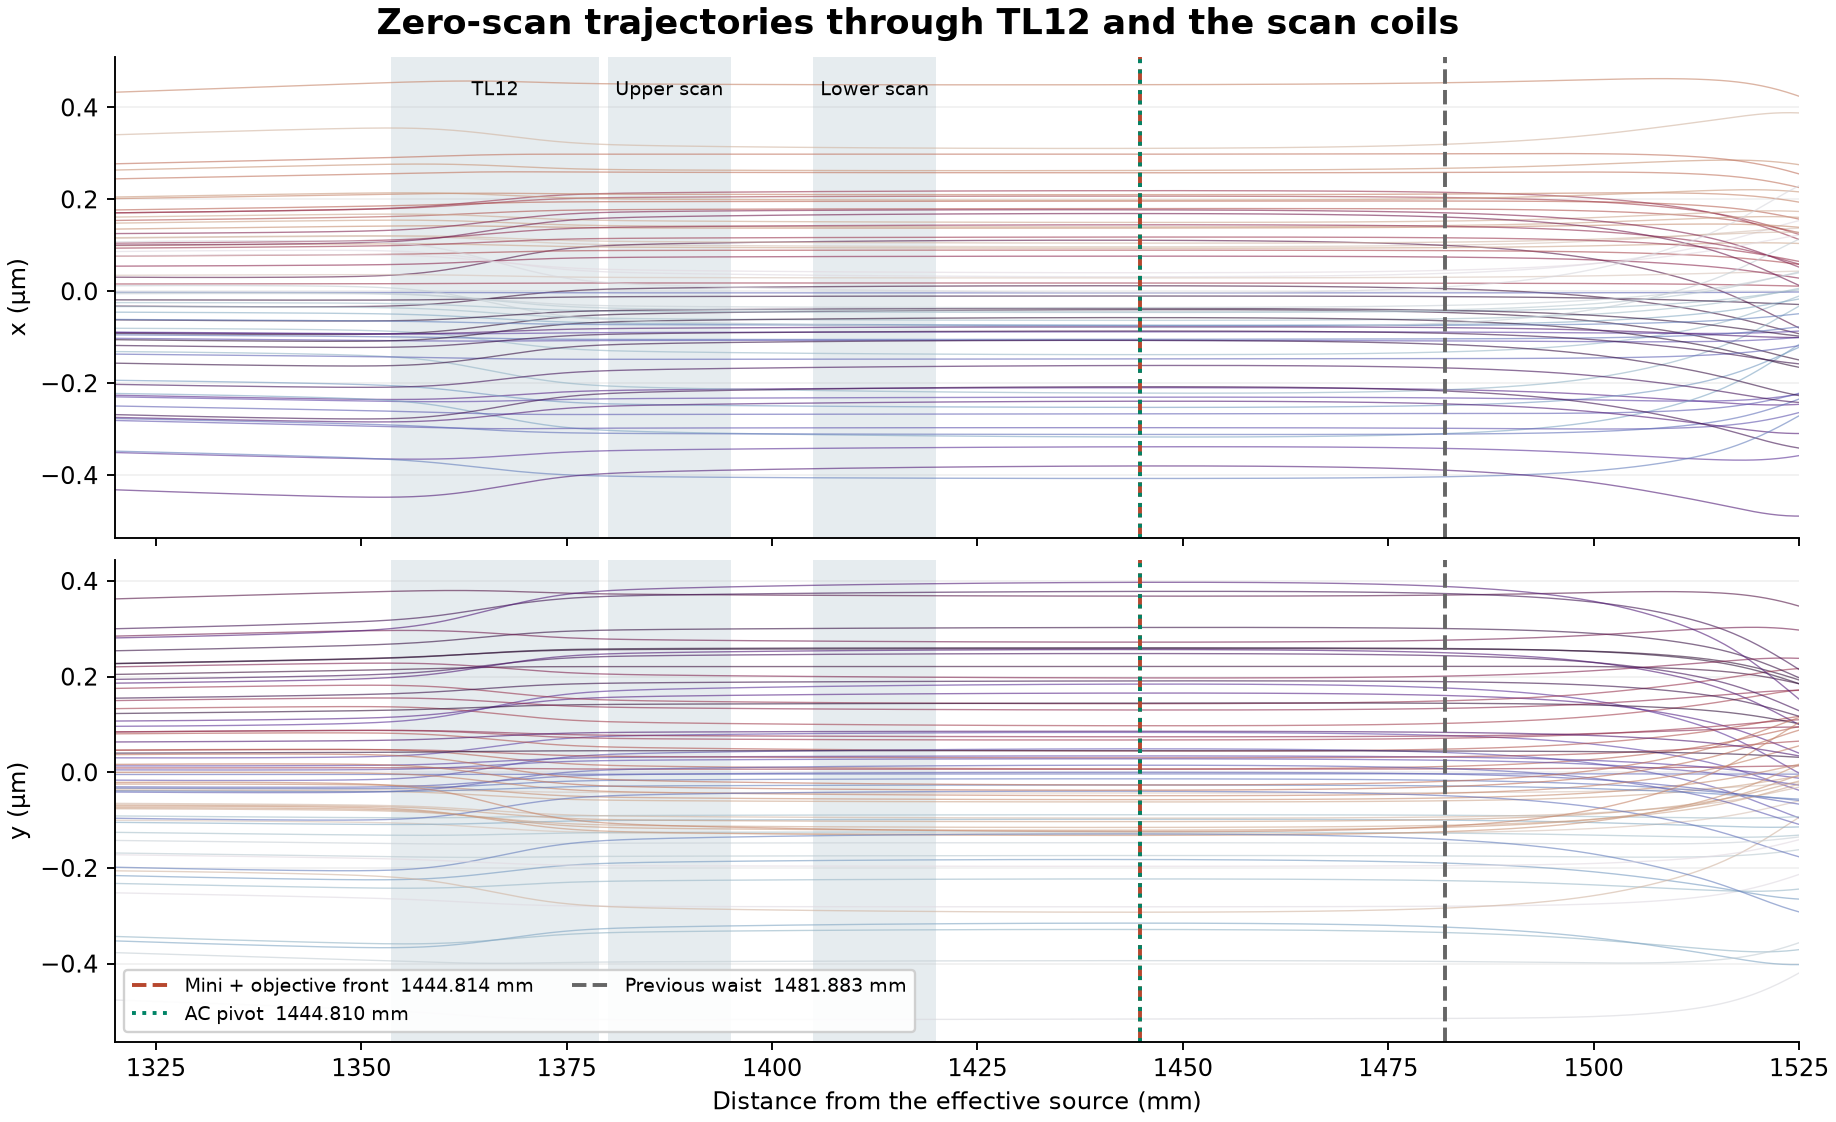 Zero-scan trajectories through TL12 and the scan coils
TL12
Upper scan
Lower scan
0.4
0.2
0.0
−0.2
−0.4
x (μm)
0.4
0.2
0.0
−0.2
−0.4
y (μm)
Mini + objective front  1444.814 mm
AC pivot  1444.810 mm
Previous waist  1481.883 mm
1325 1350 1375 1400 1425 1450 1475 1500 1525
Distance from the effective source (mm)